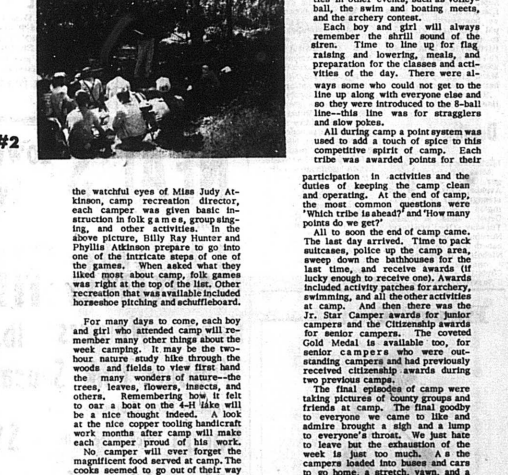 #2
the watchful eyes of Miss Judy At-
kinson, camp recreation director,
each camper was given basic in-
struction in folk games, group sing-
ing, and other activities. In the
above picture, Billy Ray Hunter and
Phyllis Atkinson prepare to go into
one of the intricate steps of one of
the games. When asked what they
liked most about camp, folk games
was right at the top of the list. Other
recreation that was available included
horseshoe pitching and schuffleboard.
For many days to come, each boy
and girl who attended camp will re-
member many other things about the
week camping. It may be the two-
hour nature study hike through the
woods and fields to view first hand
the many wonders of nature--the
trees, leaves, flowers, insects, and
others. Remembering how it felt
to oar a boat on the 4-H lake will
be a nice thought indeed. A look
at the nice copper tooling handicraft
work months after camp will make
each camper proud of his work.
No camper will ever forget the
magnificent food served at camp. The
cooks seemed to go out of their way
ties in other events, such as volley-
ball, the swim and boating meets,
and the archery contest.
Each boy and girl will always
remember the shrill sound of the
siren. Time to line up for flag
raising and lowering, meals, and
preparation for the classes and acti-
vities of the day. There were al-
ways some who could not get to the
line up along with everyone else and
so they were introduced to the 8-ball
line--this line was for stragglers
and slow pokes.
All during camp a point system was
used to add a touch of spice to this
competitive spirit of camp. Each
tribe was awarded points for their
participation in activities and the
duties of keeping the camp clean
and operating. At the end of camp,
the most common questions were
'Which tribe is ahead?' and 'How many
points do we get?'
All to soon the end of camp came.
The last day arrived. Time to pack
suitcases, police up the camp area,
sweep down the bathhouses for the
last time, and receive awards (if
lucky enough to receive one). Awards
included activity patches for archery,
swimming, and all the other activities
at camp. And then there was the
Jr. Star Camper awards for junior
campers and the Citizenship awards
for senior campers. The coveted
Gold Medal is available too, for
senior campers who were out-
standing campers and had previously
received citizenship awards during
two previous camps.
The final episodes of camp were
taking pictures of county groups and
friends at camp. The final goodby
to everyone we came to like and
admire brought a sigh and a lump
to everyone's throat. We just hate
to leave but the exhaustion of the
week is just too much. As the
campers loaded into buses and cars
to go home, a stretch, yawn, and a